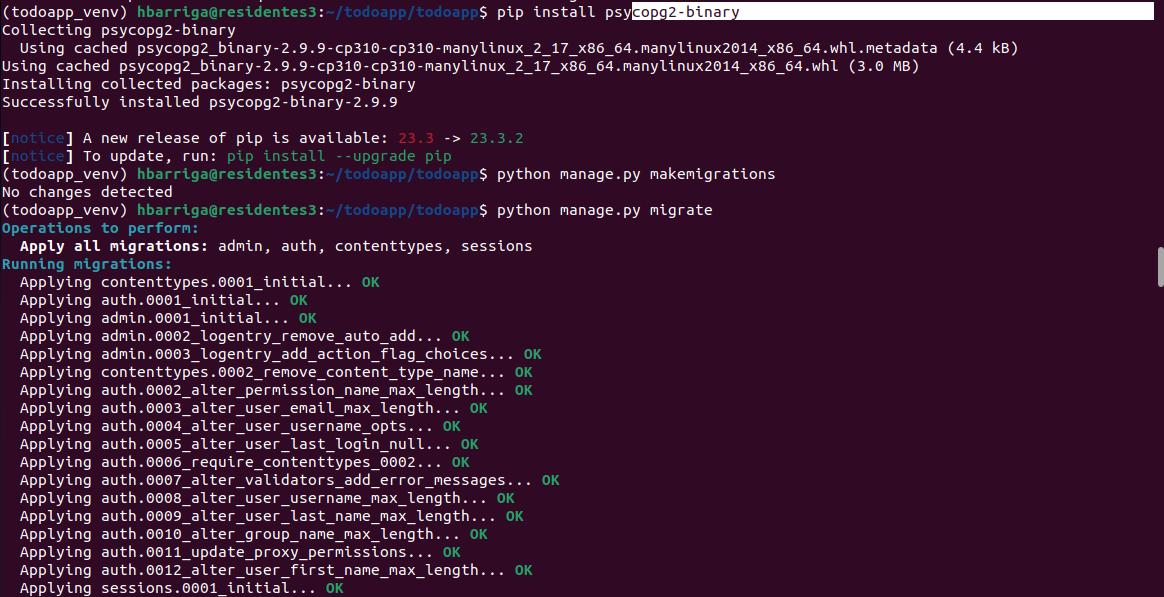 (todoapp_venv) hbarriga@residentes3:~/todoapp/todoapp$ pip install psycopg2-binary
Collecting psycopg2-binary
  Using cached psycopg2_binary-2.9.9-cp310-cp310-manylinux_2_17_x86_64.manylinux2014_x86_64.whl.metadata (4.4 kB)
Using cached psycopg2_binary-2.9.9-cp310-cp310-manylinux_2_17_x86_64.manylinux2014_x86_64.whl (3.0 MB)
Installing collected packages: psycopg2-binary
Successfully installed psycopg2-binary-2.9.9
[notice] A new release of pip is available: 23.3 -> 23.3.2
[notice] To update, run: pip install --upgrade pip
(todoapp_venv) hbarriga@residentes3:~/todoapp/todoapp$ python manage.py makemigrations
No changes detected
(todoapp_venv) hbarriga@residentes3:~/todoapp/todoapp$ python manage.py migrate
Operations to perform:
  Apply all migrations: admin, auth, contenttypes, sessions
Running migrations:
  Applying contenttypes.0001_initial... OK
  Applying auth.0001_initial... OK
  Applying admin.0001_initial... OK
  Applying admin.0002_logentry_remove_auto_add... OK
  Applying admin.0003_logentry_add_action_flag_choices... OK
  Applying contenttypes.0002_remove_content_type_name... OK
  Applying auth.0002_alter_permission_name_max_length... OK
  Applying auth.0003_alter_user_email_max_length... OK
  Applying auth.0004_alter_user_username_opts... OK
  Applying auth.0005_alter_user_last_login_null... OK
  Applying auth.0006_require_contenttypes_0002... OK
  Applying auth.0007_alter_validators_add_error_messages... OK
  Applying auth.0008_alter_user_username_max_length... OK
  Applying auth.0009_alter_user_last_name_max_length... OK
  Applying auth.0010_alter_group_name_max_length... OK
  Applying auth.0011_update_proxy_permissions... OK
  Applying auth.0012_alter_user_first_name_max_length... OK
  Applying sessions.0001_initial... OK